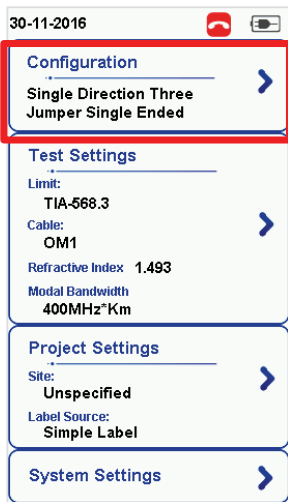 30-11-2016
Configuration
Single Direction Three
Jumper Single Ended
Test Settings
Limit:
TIA-568.3
Cable:
OM1
Refractive Index 1.493
Modal Bandwidth
400MHz*Km
Project Settings
Site:
Unspecified
Label Source:
Simple Label
System Settings